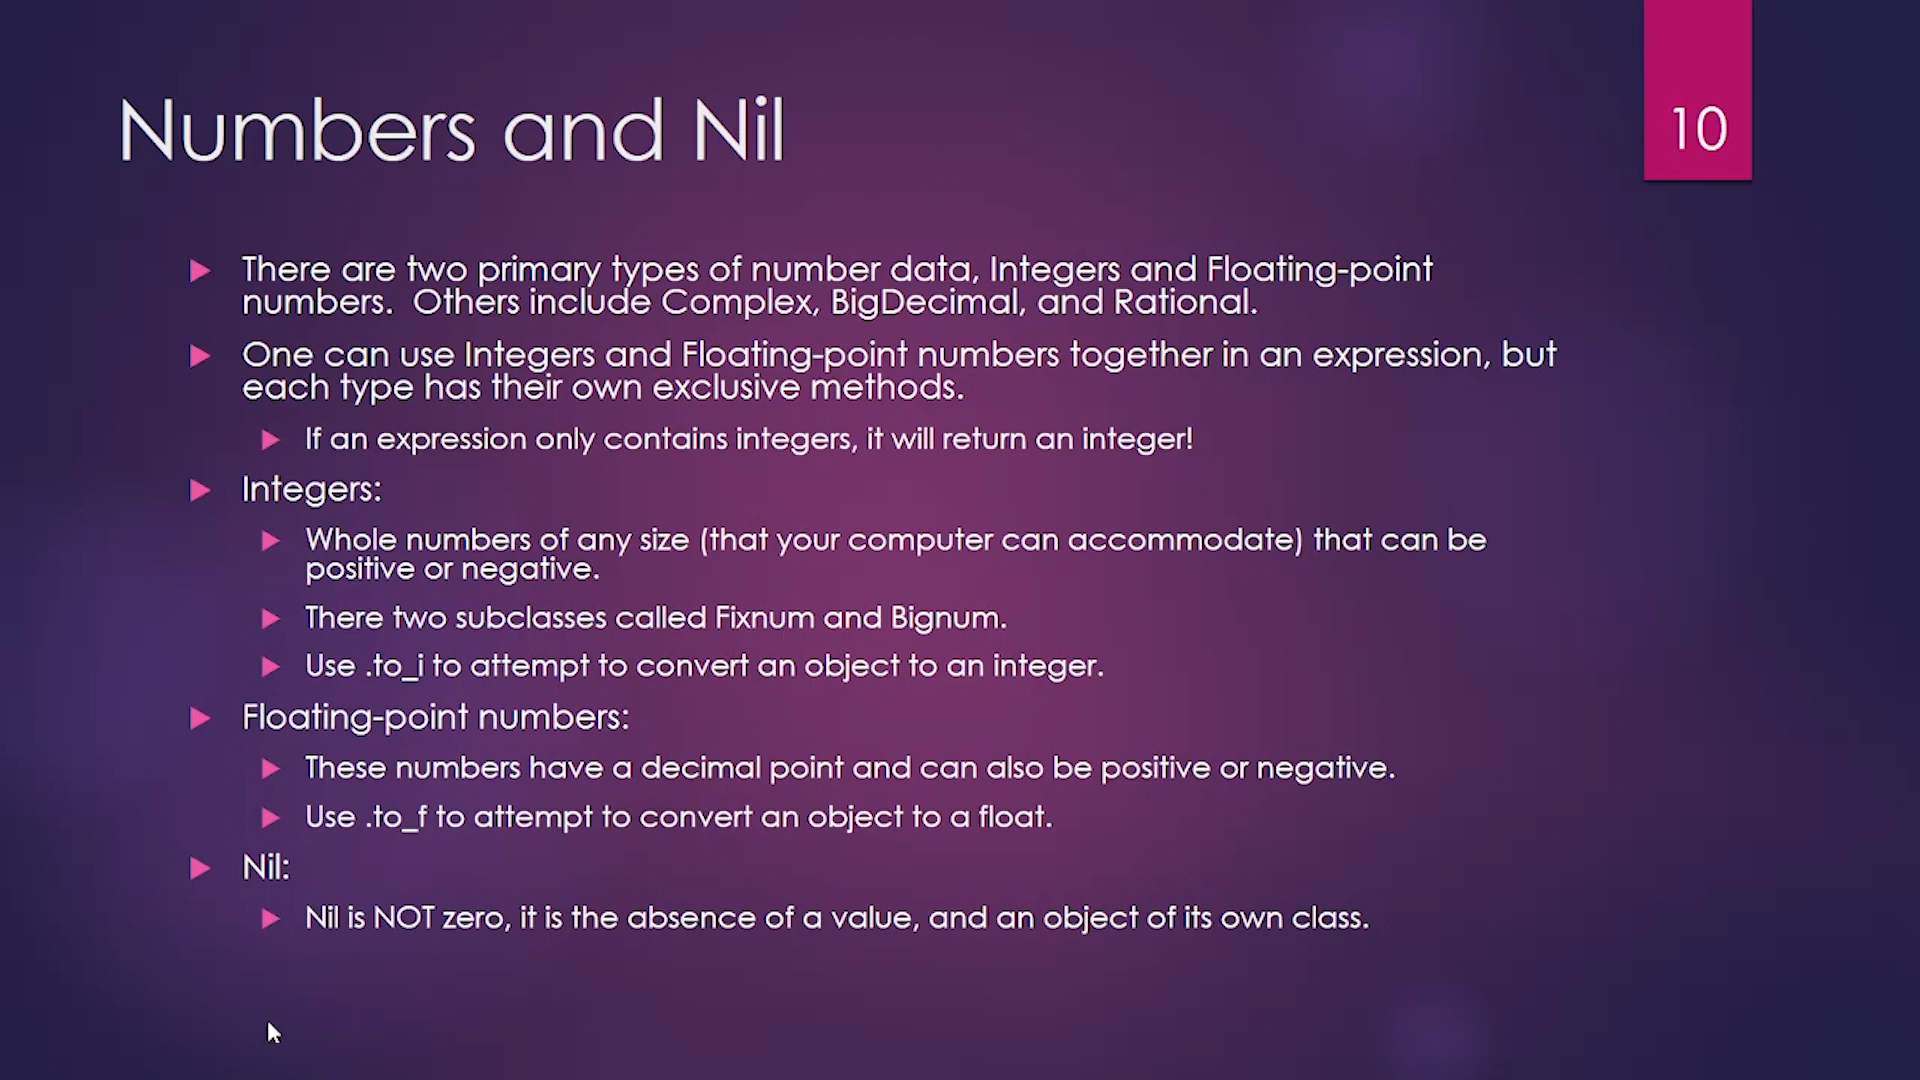 Numbers and Nil
10
There are two primary types of number data, Integers and Floating-point
numbers.  Others include Complex, BigDecimal, and Rational.
One can use Integers and Floating-point numbers together in an expression, but
each type has their own exclusive methods.
If an expression only contains integers, it will return an integer!
Integers:
Whole numbers of any size (that your computer can accommodate) that can be
positive or negative.
There two subclasses called Fixnum and Bignum.
Use .to_i to attempt to convert an object to an integer.
Floating-point numbers:
These numbers have a decimal point and can also be positive or negative.
Use .to_f to attempt to convert an object to a float.
Nil:
Nil is NOT zero, it is the absence of a value, and an object of its own class.